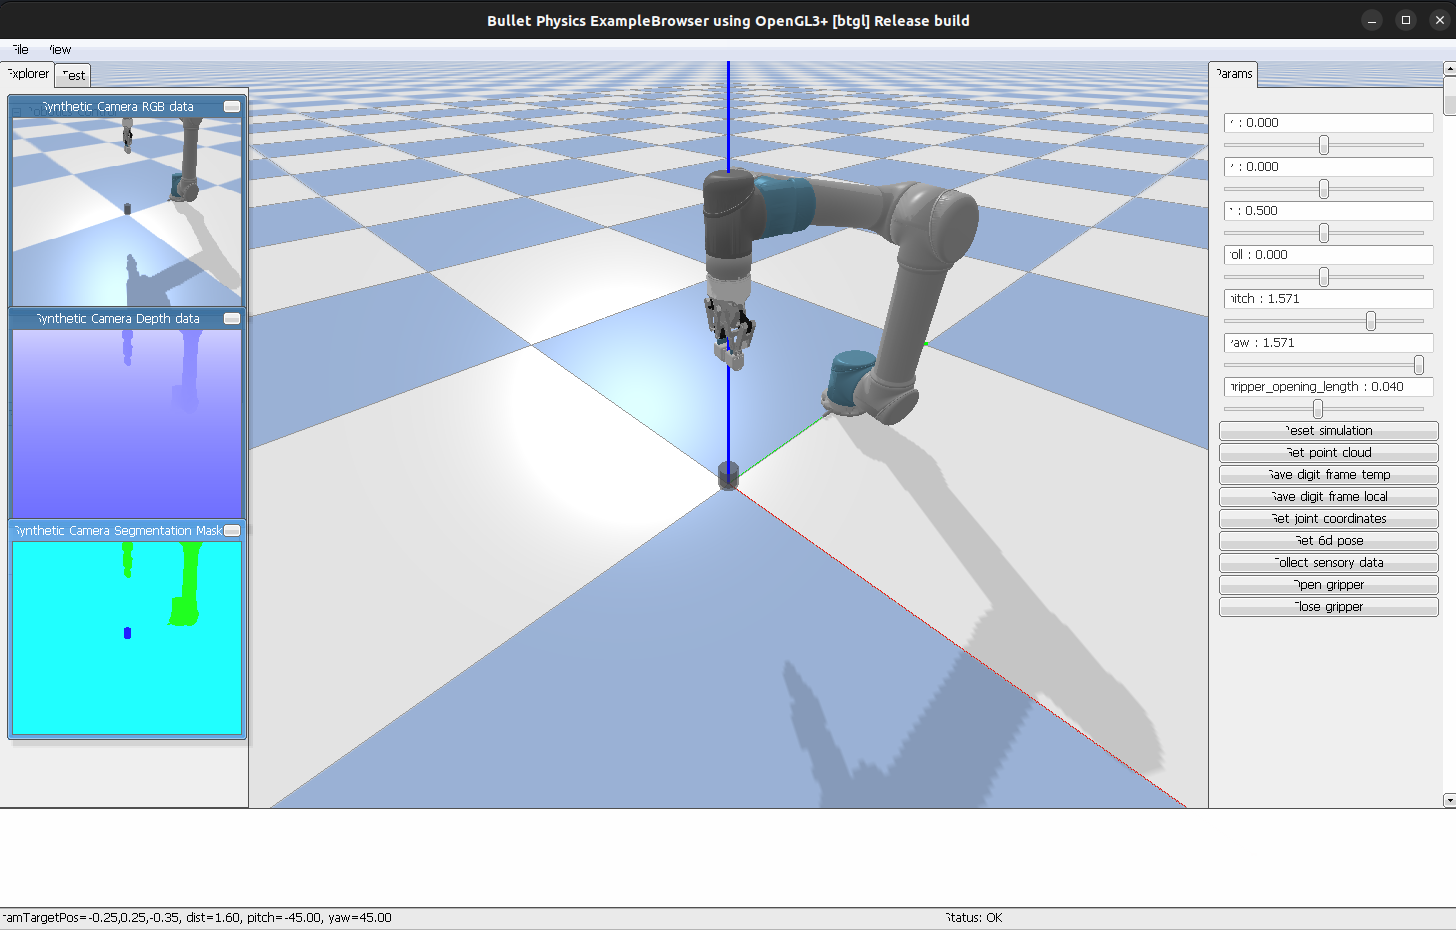 Bullet Physics ExampleBrowser using OpenGL3+ [btgl] Release build
File View
Explorer Test
Synthetic Camera RGB data
Synthetic Camera Depth data
Synthetic Camera Segmentation Mask
Params
: 0.000
: 0.000
: 0.500
roll : 0.000
pitch : 1.571
yaw : 1.571
gripper_opening_length : 0.040
Reset simulation
Get point cloud
Save digit frame temp
Save digit frame local
Get joint coordinates
Get 6d pose
Collect sensory data
Open gripper
Close gripper
camTargetPos=-0.25,0.25,-0.35, dist=1.60, pitch=-45.00, yaw=45.00
Status: OK